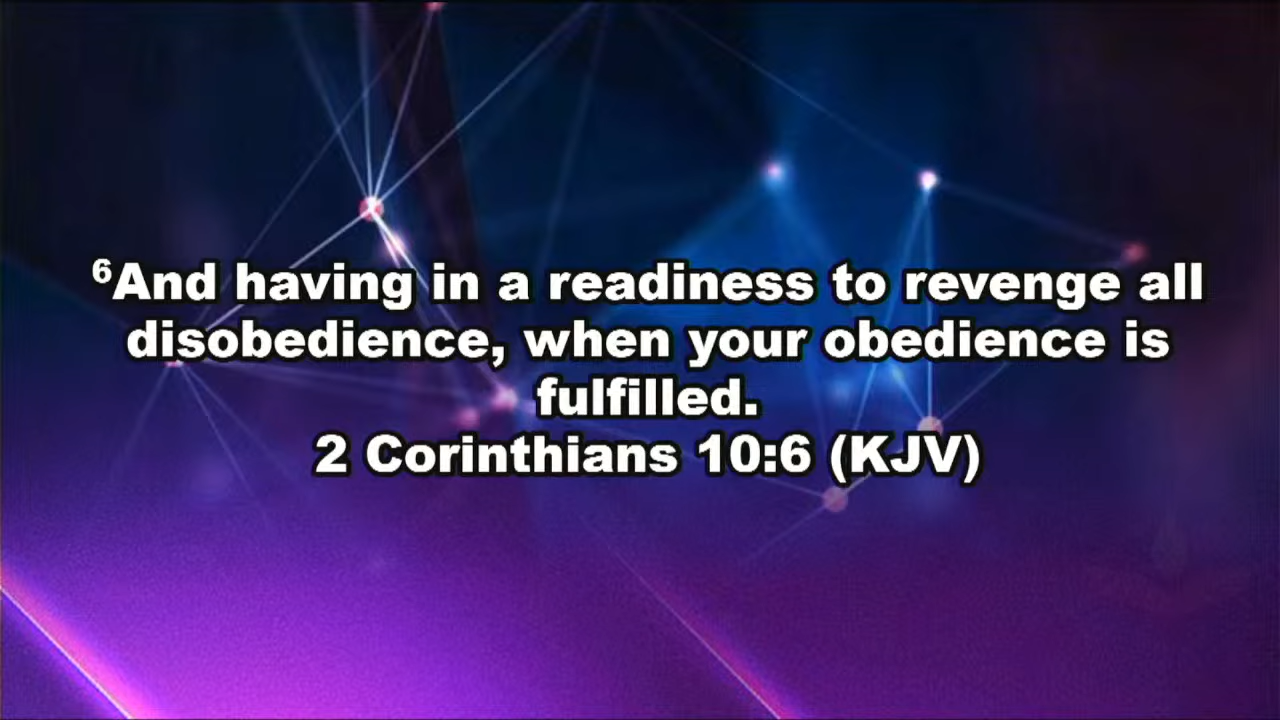 ⁶And having in a readiness to revenge all
disobedience, when your obedience is
fulfilled.
2 Corinthians 10:6 (KJV)